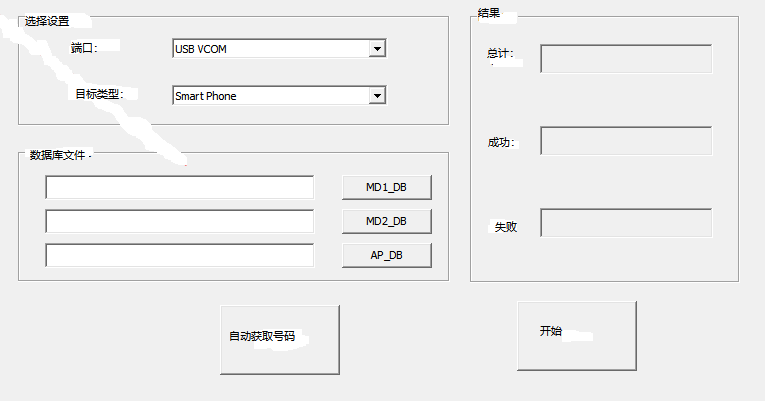 选择设置
端口:
USB VCOM
目标类型:
Smart Phone
数据库文件
MD1_DB
MD2_DB
AP_DB
自动获取号码
结果
总计:
成功:
失败
开始